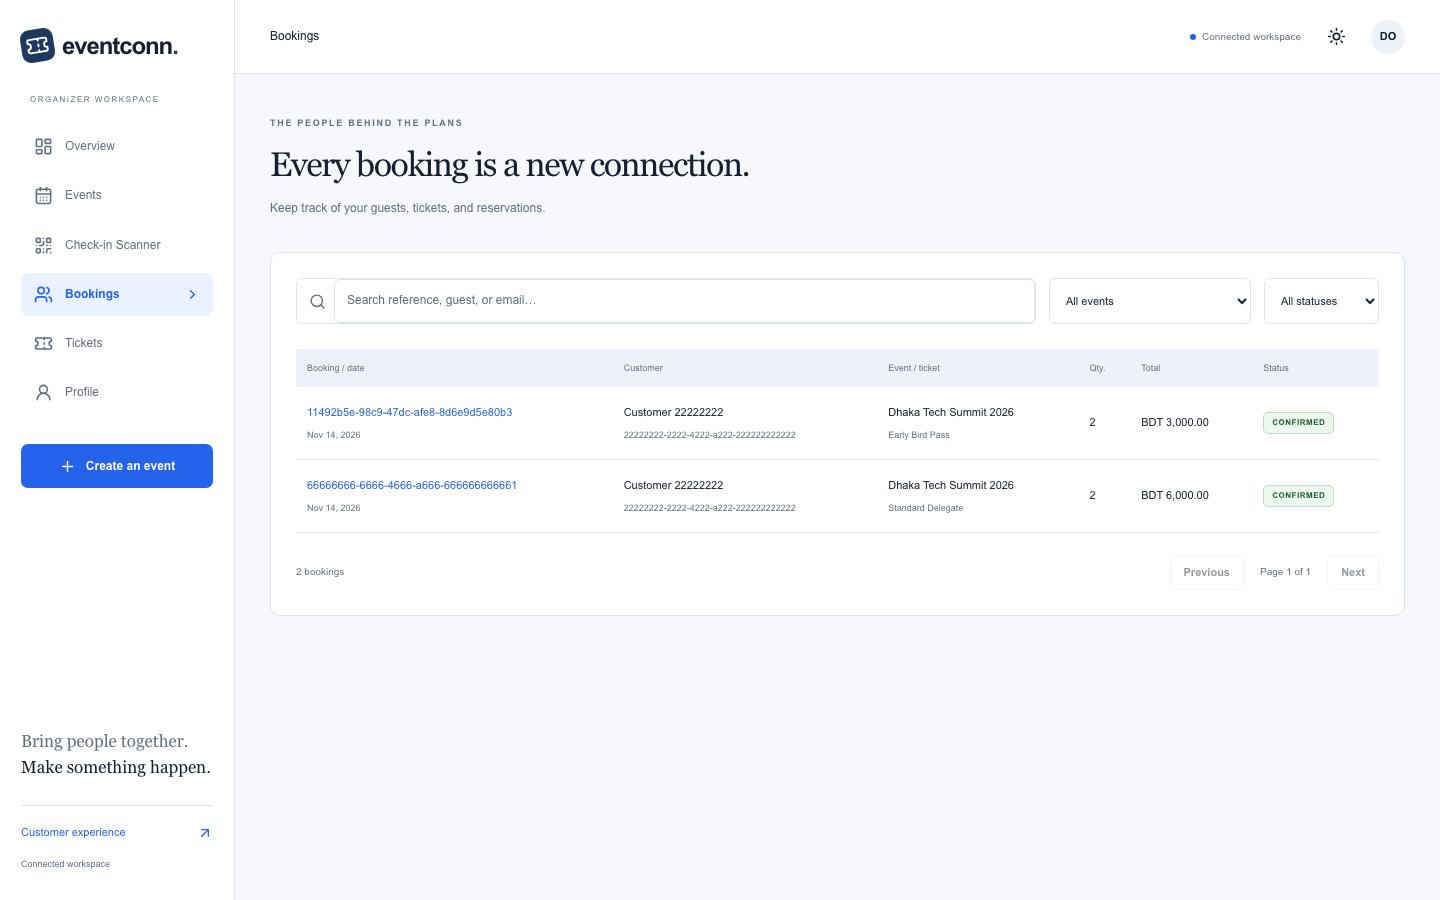 eventconn.
ORGANIZER WORKSPACE
Overview
Events
Check-in Scanner
Bookings
Tickets
Profile
Create an event
Bring people together.
Make something happen.
Customer experience
Connected workspace
Bookings
Connected workspace
DO
THE PEOPLE BEHIND THE PLANS
Every booking is a new connection.
Keep track of your guests, tickets, and reservations.
Search reference, guest, or email…
All events
All statuses
Booking / date Customer Event / ticket Qty. Total Status
11492b5e-98c9-47dc-afe8-8d6e9d5e80b3 Customer 22222222 Dhaka Tech Summit 2026 2 BDT 3,000.00 CONFIRMED
Nov 14, 2026 22222222-2222-4222-a222-222222222222 Early Bird Pass
66666666-6666-4666-a666-666666666661 Customer 22222222 Dhaka Tech Summit 2026 2 BDT 6,000.00 CONFIRMED
Nov 14, 2026 22222222-2222-4222-a222-222222222222 Standard Delegate
2 bookings Previous Page 1 of 1 Next